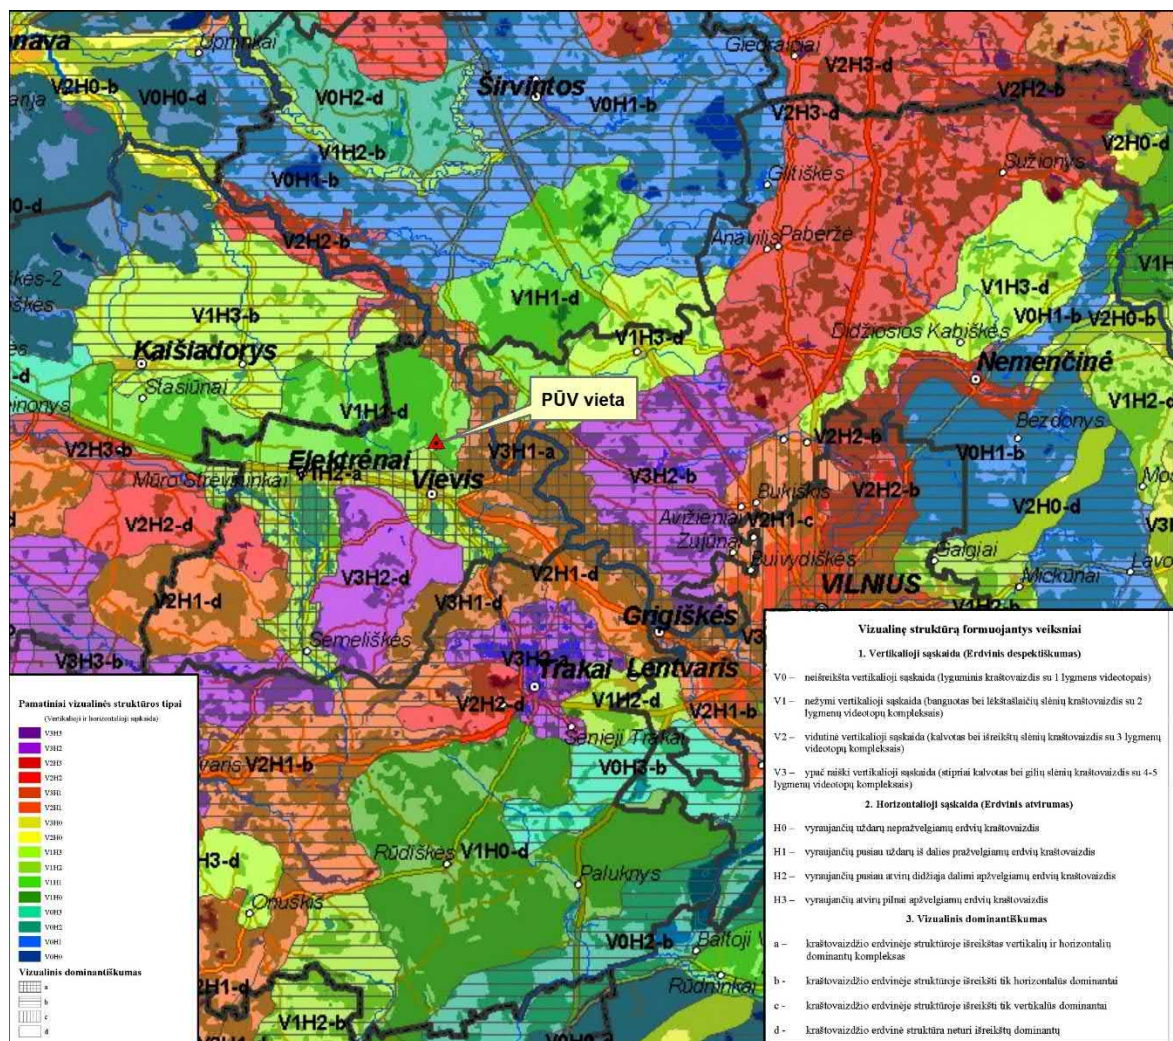 onava
Upninkai
Giedraičiai
V2H3-d
V2H0-b
V0H2-d
Širvintos
V0H1-b
V2H2-b
V0H0-d
V2H3-d
V2H0-d
V1H2-b
Sužionys
V0H1-b
Glitiškės
V2H2-b
Anavilis
Paberžė
V1H1-d
V1H3-d
V1H3-b
V0H1-b
V2H0-b
V1H3-d
Didžiosios Kabiškės
Kaišiadorys
Nemenčinė
Stasiūnai
PŪV vieta
V1H1-d
V1H2-d
Bezdonys
V2H3-b
V3H1-a
V2H2-b
V0H1-b
Elektrėnai
V1H2-a
V3H2-b
Mūro Strėvininkai
Vievis
V2H2-b
V2H0-d
Bukiškis
V2H2-d
Avižieniai
V2H1-c
Zujūnai
Buivydiškės
Galgiai
V3H2-d
V2H1-d
VILNIUS
Mickūnai
V2H1-d
V3H1-d
Grigiškės
V1H2-b
Semeliškės
V3H3-b
Trakai
Lentvaris
V2H2-d
V1H2-d
V2H1-b
Senieji Trakai
V2H1-b
V0H3-b
Rūdiškės
V1H0-d
H3-d
Paluknys
Onuškis
V0H2-b
Baltoji V
Rūdninkai
V1H2-b
Pamatiniai vizualinės struktūros tipai
(Vertikalioji ir horizontalioji sąskaida)
V3H3
V3H2
V2H3
V2H2
V3H1
V2H1
V3H0
V2H0
V1H3
V1H2
V1H1
V1H0
V0H3
V0H2
V0H1
V0H0
Vizualinis dominantiškumas
a
b
c
d
Vizualinę struktūrą formuojantys veiksniai
1. Vertikalioji sąskaida (Erdvinis despektiškumas)
V0 – neišreikšta vertikalioji sąskaida (lyguminis kraštovaizdis su 1 lygmens videotopais)
V1 – nežymi vertikalioji sąskaida (banguotas bei lėkštašlaičių slėnių kraštovaizdis su 2
lygmenų videotopų kompleksais)
V2 – vidutinė vertikalioji sąskaida (kalvotas bei išreikštų slėnių kraštovaizdis su 3 lygmenų
videotopų kompleksais)
V3 – ypač raiški vertikalioji sąskaida (stipriai kalvotas bei gilių slėnių kraštovaizdis su 4-5
lygmenų videotopų kompleksais)
2. Horizontalioji sąskaida (Erdvinis atvirumas)
H0 – vyraujančių uždarų nepražvelgiamų erdvių kraštovaizdis
H1 – vyraujančių pusiau uždarų iš dalies pražvelgiamų erdvių kraštovaizdis
H2 – vyraujančių pusiau atvirų didžiąja dalimi apžvelgiamų erdvių kraštovaizdis
H3 – vyraujančių atvirų pilnai apžvelgiamų erdvių kraštovaizdis
3. Vizualinis dominantiškumas
a – kraštovaizdžio erdvinėje struktūroje išreikštas vertikalių ir horizontalių
dominantų kompleksas
b - kraštovaizdžio erdvinėje struktūroje išreikšti tik horizontalūs dominantai
c - kraštovaizdžio erdvinėje struktūroje išreikšti tik vertikalūs dominantai
d - kraštovaizdžio erdvinė struktūra neturi išreikštų dominantų